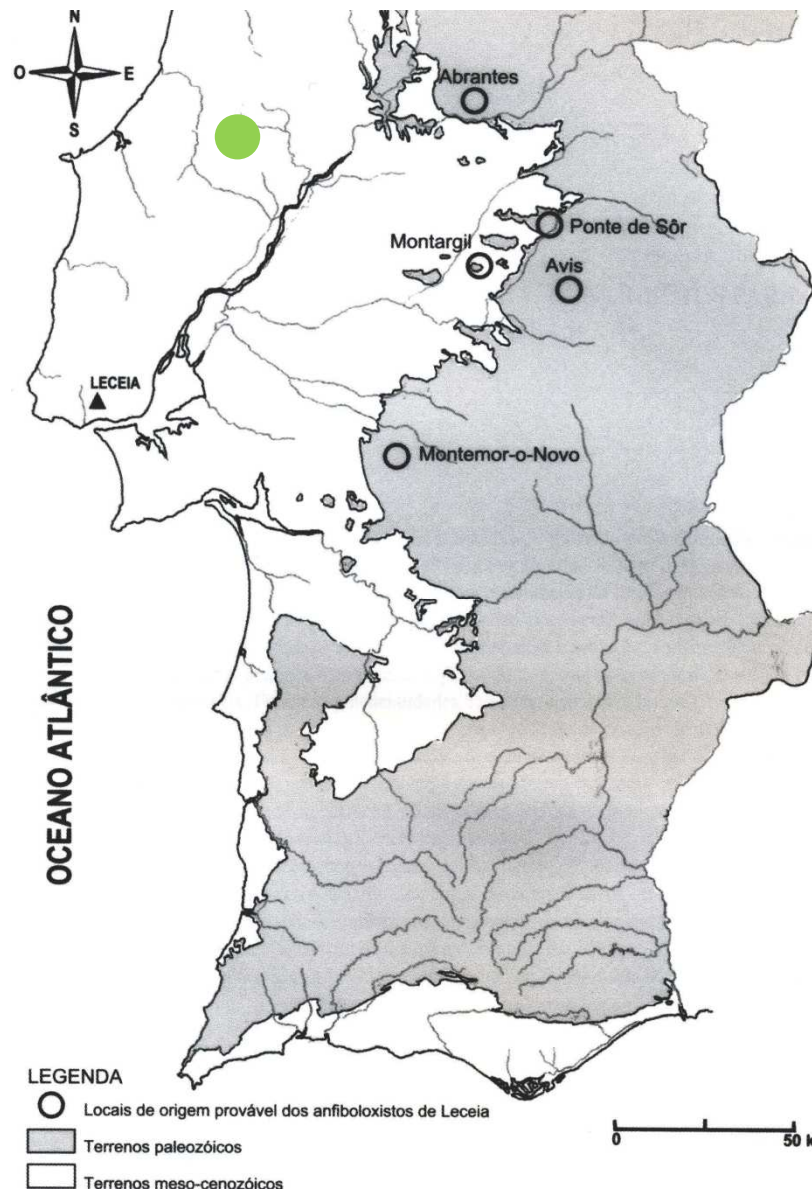 N
O
E
S
Abrantes
Ponte de Sôr
Montargil
Avis
LECEIA
Montemor-o-Novo
OCEANO ATLÂNTICO
LEGENDA
Locais de origem provável dos anfiboloxistos de Leceia
Terrenos paleozóicos
Terrenos meso-cenozóicos
0
50 k